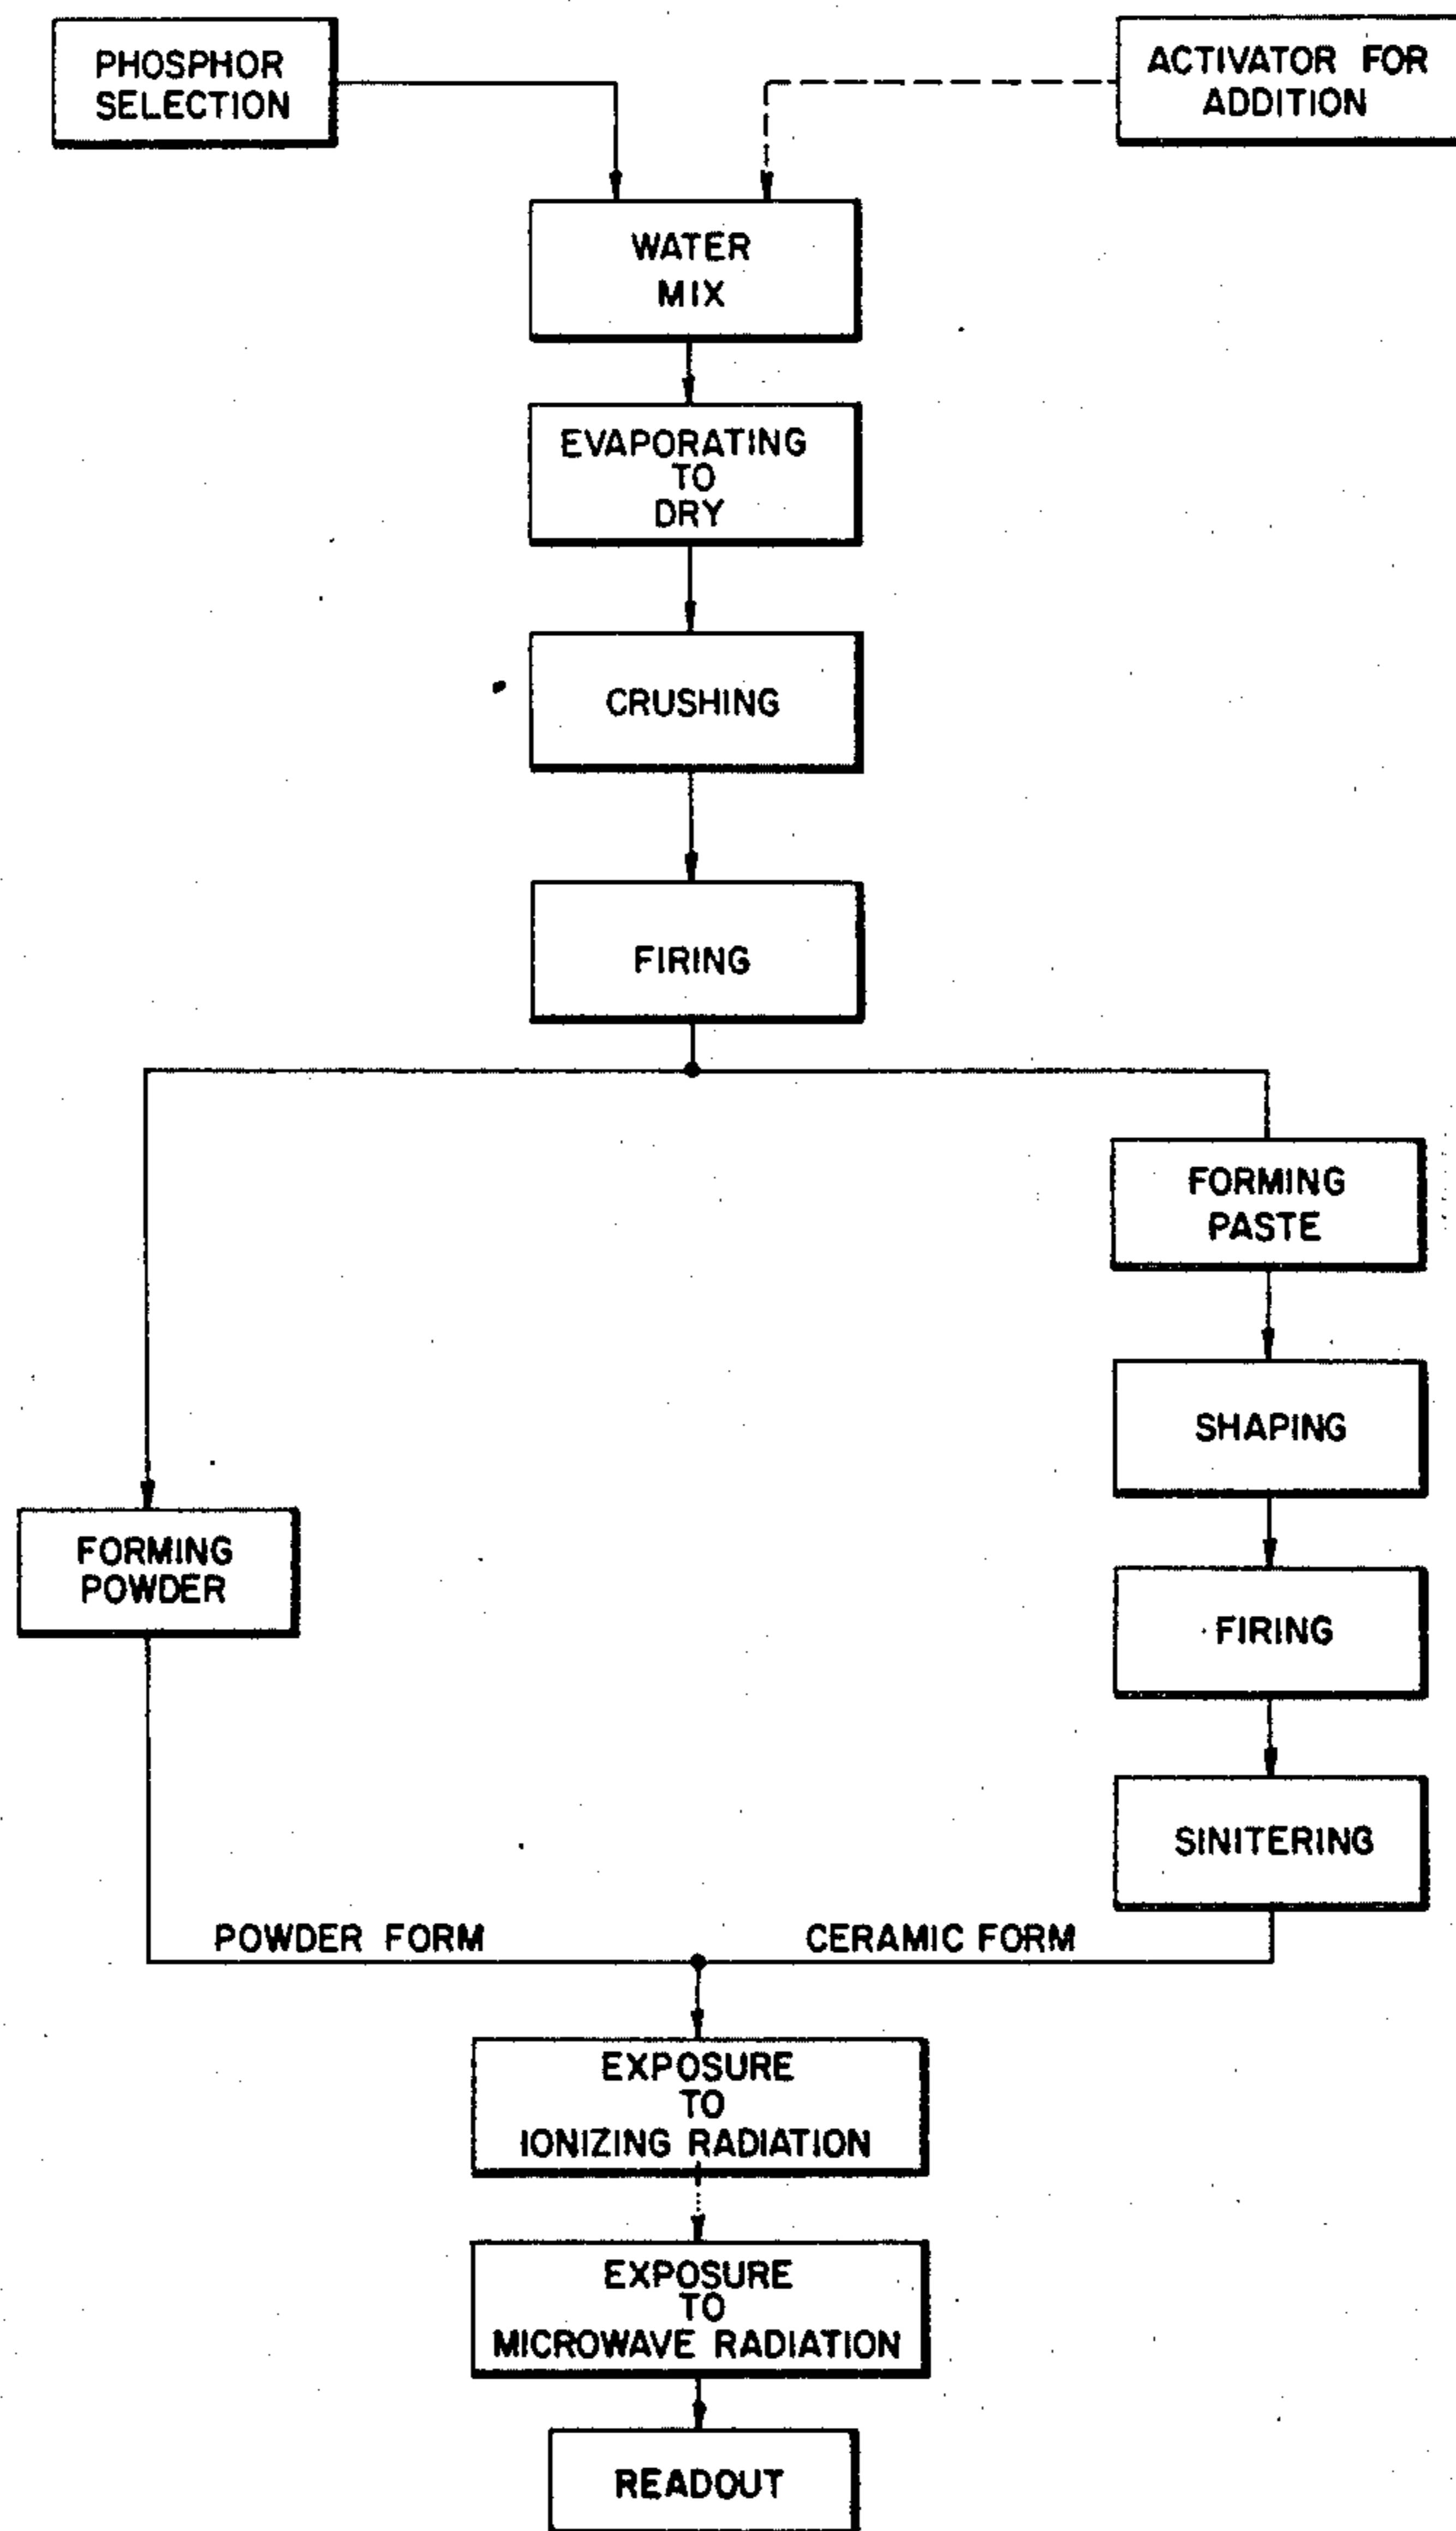 PHOSPHOR
SELECTION
ACTIVATOR FOR
ADDITION
WATER
MIX
EVAPORATING
TO
DRY
CRUSHING
FIRING
FORMING
PASTE
SHAPING
FORMING
POWDER
FIRING
SINITERING
POWDER FORM
CERAMIC FORM
EXPOSURE
TO
IONIZING RADIATION
EXPOSURE
TO
MICROWAVE RADIATION
READOUT